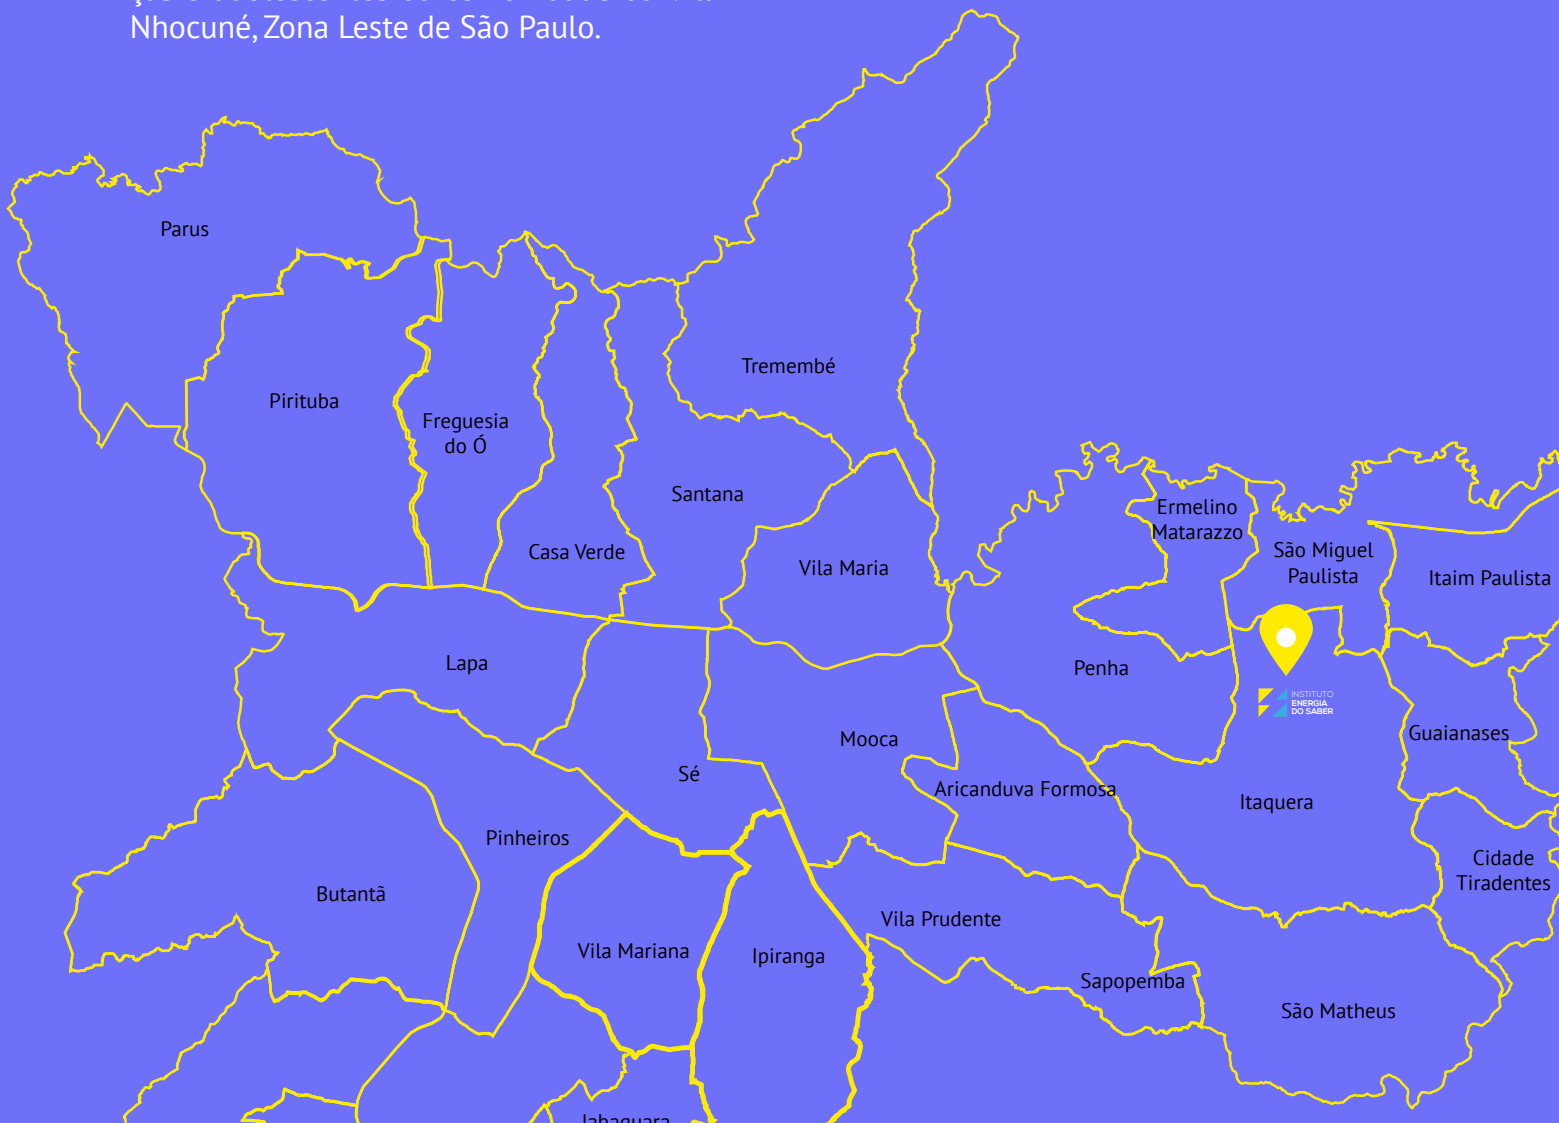 Nhocuné, Zona Leste de São Paulo.
Parus
Tremembé
Pirituba
Freguesia
do Ó
Santana
Ermelino
Matarazzo
Casa Verde
São Miguel
Paulista
Vila Maria
Itaim Paulista
Lapa
Penha
INSTITUTO
ENERGIA
DO SABER
Guaianases
Mooca
Sé
Aricanduva Formosa
Itaquera
Pinheiros
Cidade
Tiradentes
Butantã
Vila Prudente
Vila Mariana
Ipiranga
Sapopemba
São Matheus
Jabaquara